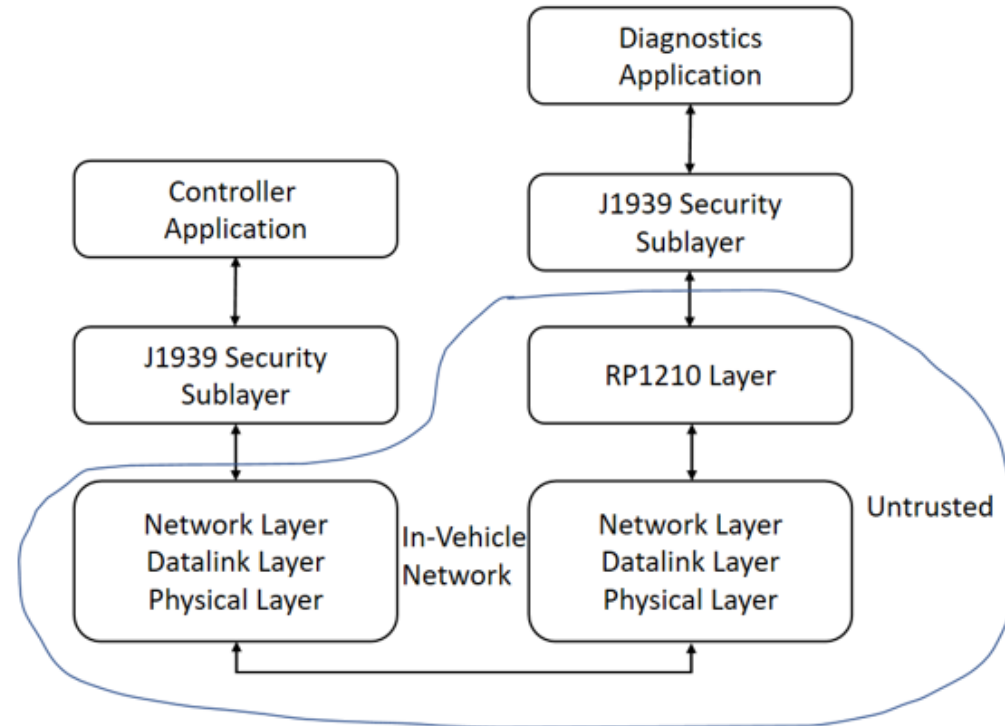 Diagnostics
Application
Controller
Application
J1939 Security
Sublayer
J1939 Security
Sublayer
RP1210 Layer
Network Layer
Datalink Layer
Physical Layer
In-Vehicle
Network
Network Layer
Datalink Layer
Physical Layer
Untrusted